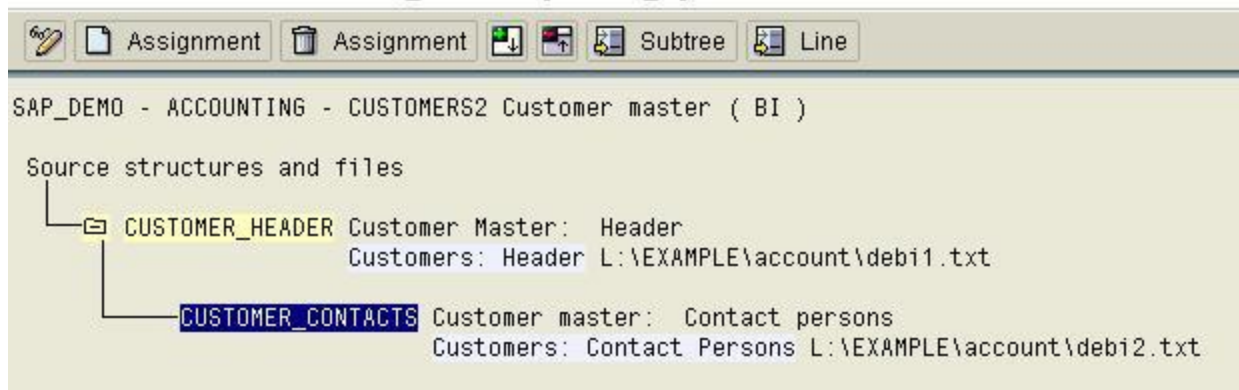 Assignment Assignment Subtree Line
SAP_DEMO - ACCOUNTING - CUSTOMERS2 Customer master ( BI )
Source structures and files
CUSTOMER_HEADER Customer Master: Header
Customers: Header L:\EXAMPLE\account\debi1.txt
CUSTOMER_CONTACTS Customer master: Contact persons
Customers: Contact Persons L:\EXAMPLE\account\debi2.txt